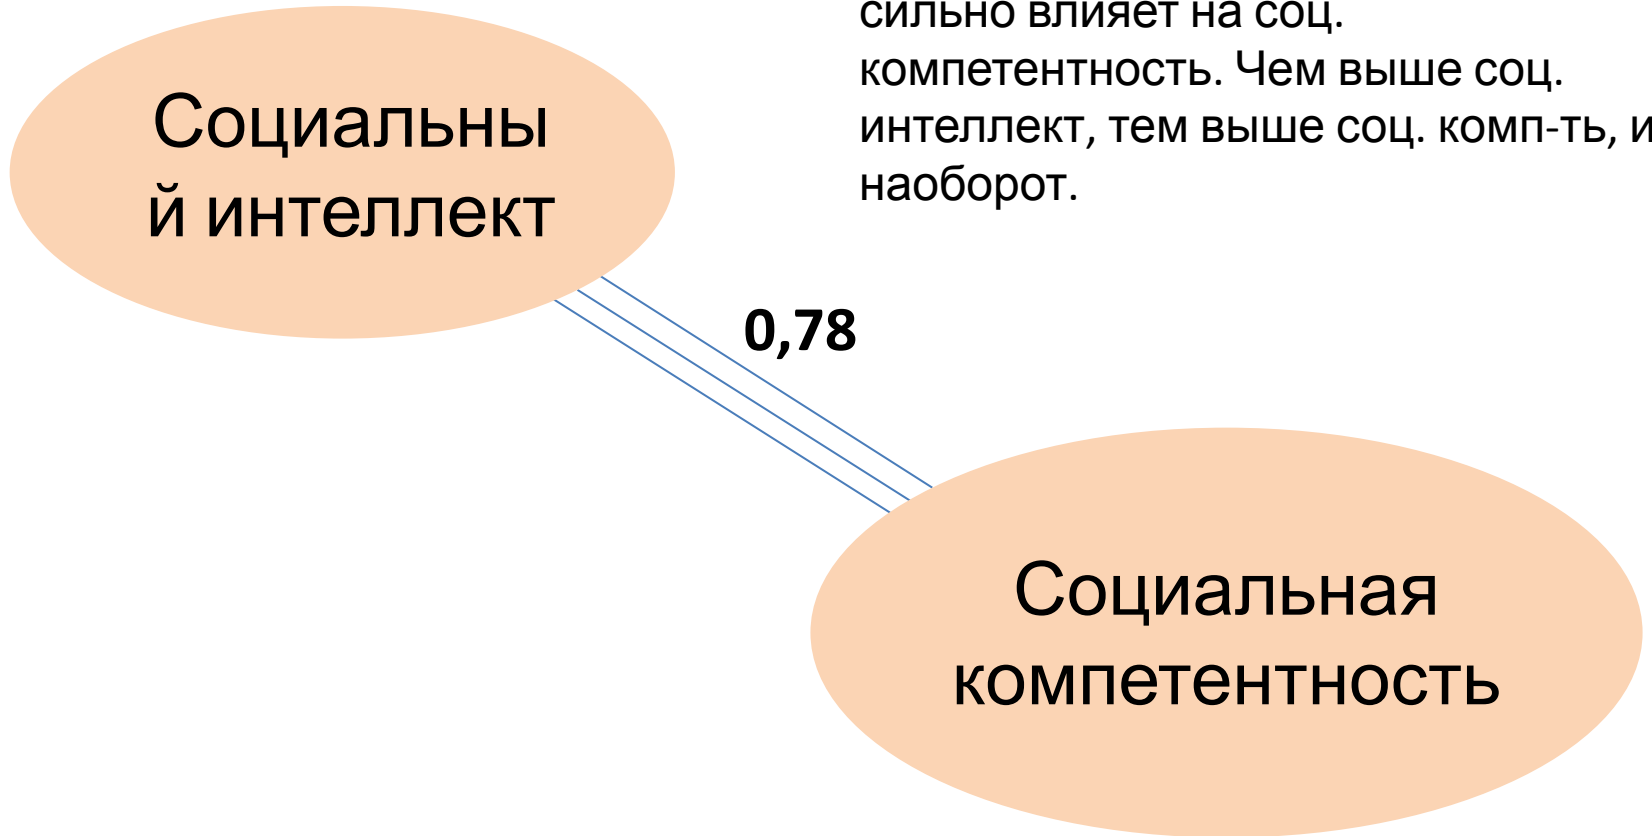 сильно влияет на соц.
компетентность. Чем выше соц.
интеллект, тем выше соц. комп-ть, и
наоборот.
Социальны
й интеллект
0,78
Социальная
компетентность